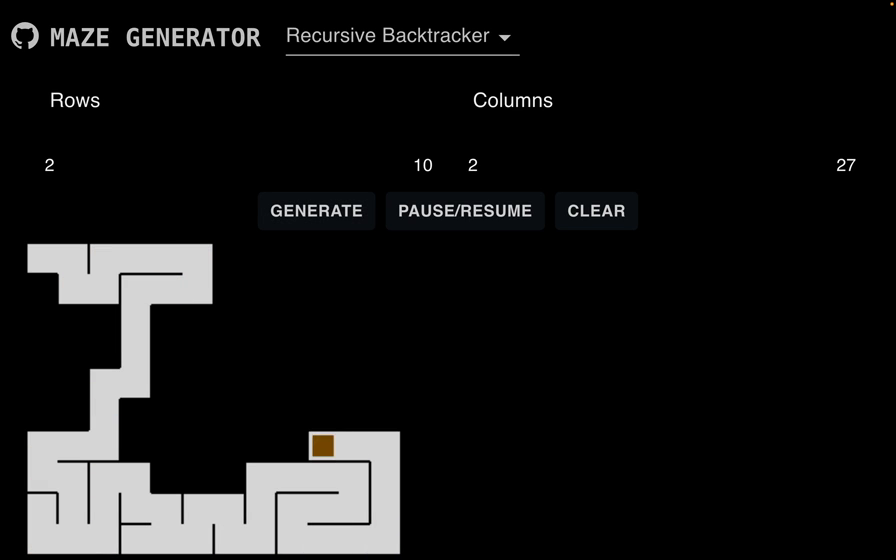 MAZE GENERATOR
Recursive Backtracker
Rows
Columns
2
10
2
27
GENERATE
PAUSE/RESUME
CLEAR